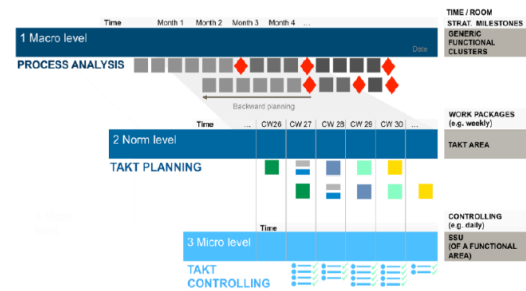 TIME / ROOM
Time Month 1 Month 2 Month 3 Month 4 ...
STRAT. MILESTONES
1 Macro level
Date
GENERIC
FUNCTIONAL
CLUSTERS
PROCESS ANALYSIS
Backward planning
WORK PACKAGES
(e.g. weekly)
Time ... CW26 CW 27 CW 28 CW 29 CW 30 ...
2 Norm level
TAKT AREA
TAKT PLANNING
CONTROLLING
(e.g. daily)
Time
3 Micro level
SSU
(OF A FUNCTIONAL
AREA)
TAKT
CONTROLLING